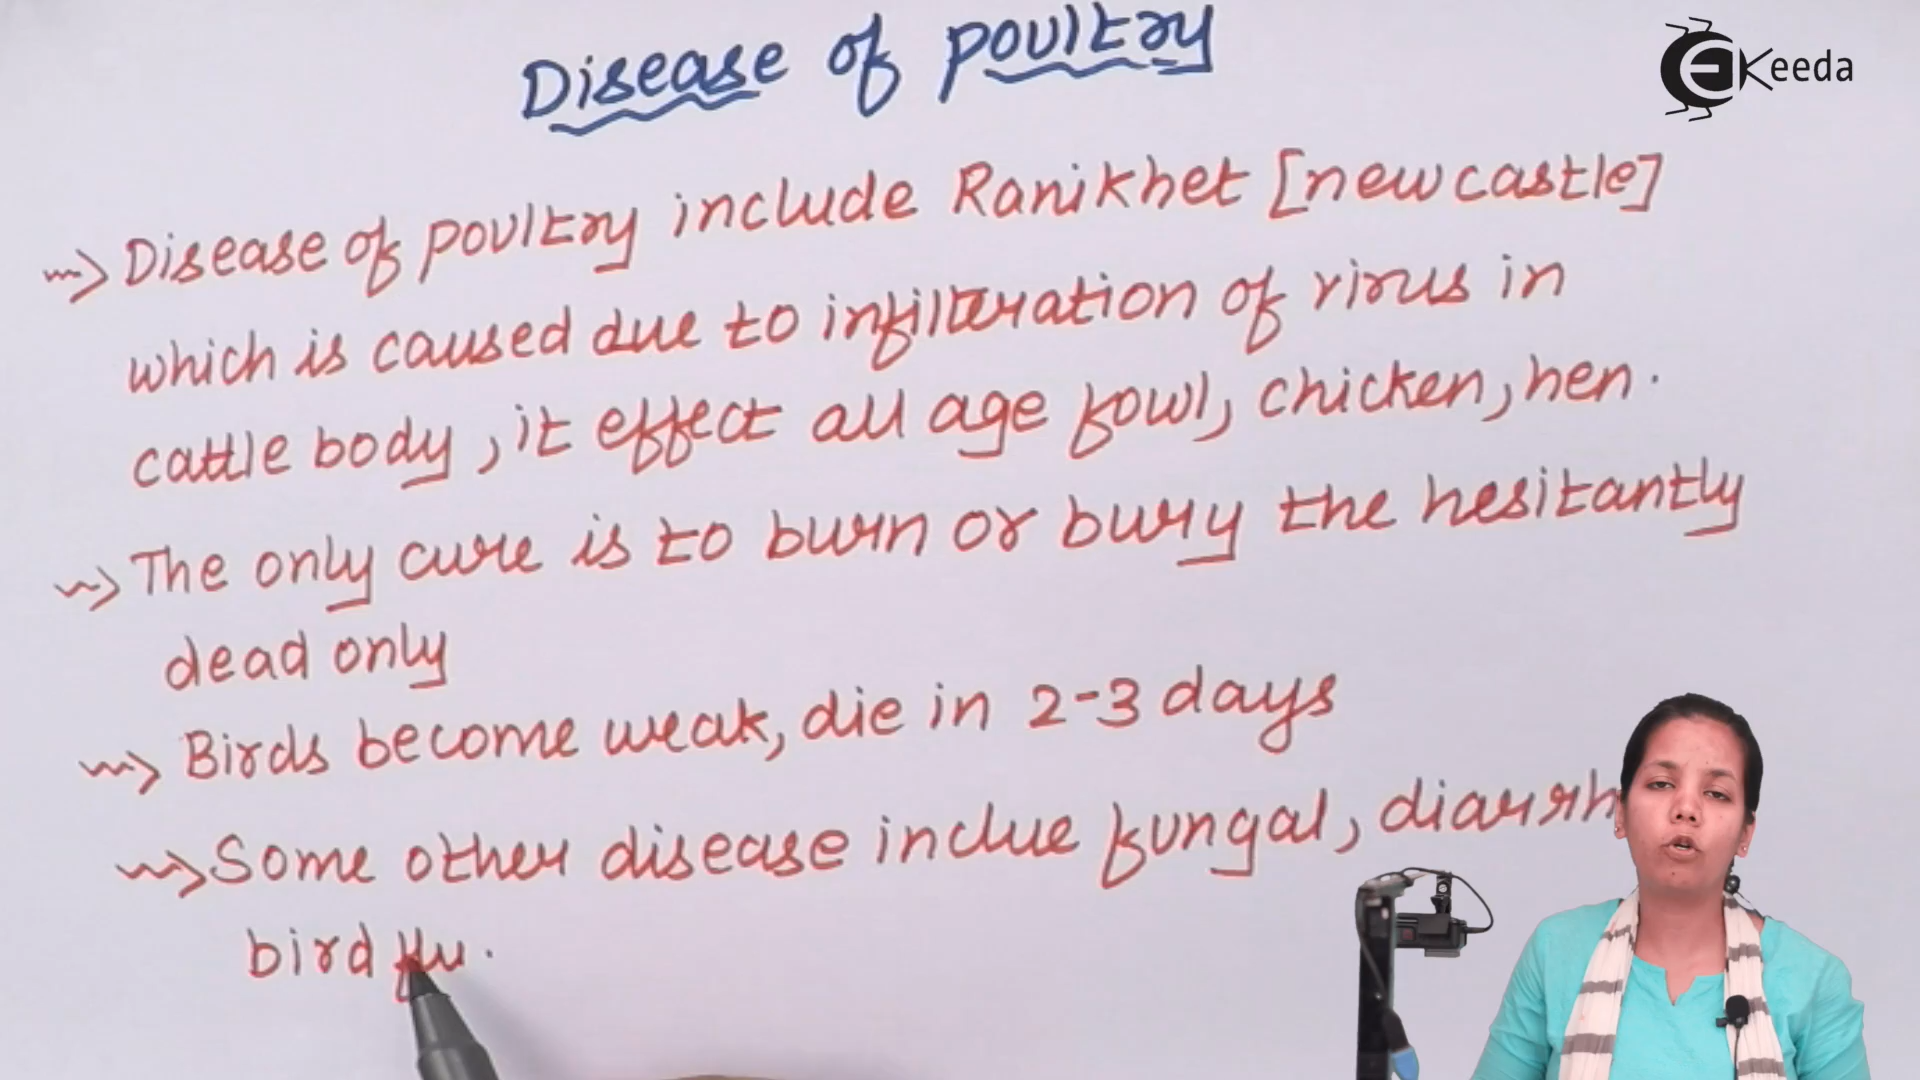 Disease of poultry
EKeeda
~> Disease of poultry include Ranikhet [newcastle]
which is caused due to infilteration of virus in
cattle body, it effect all age fowl, chicken, hen.
~> The only cure is to burn or bury the hesitantly
dead only
~> Birds become weak, die in 2-3 days
~> Some other disease inclue fungal, diarrh
bird flu.